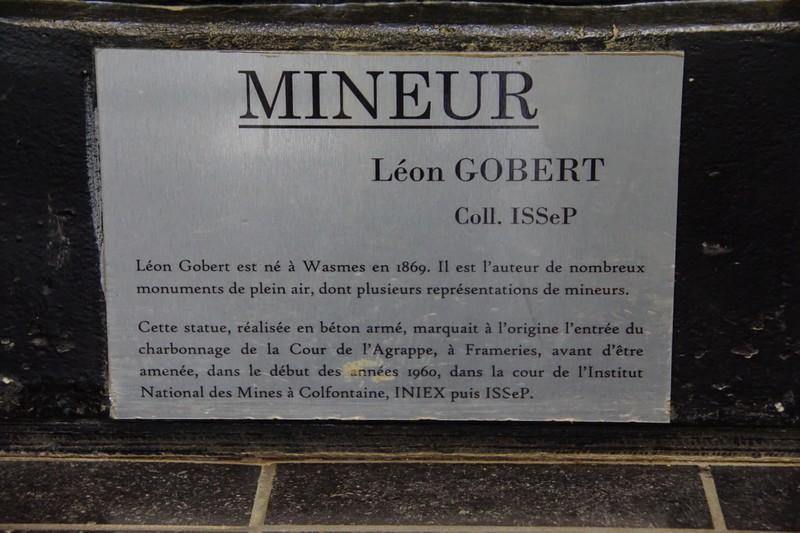 MINEUR
Léon GOBERT
Coll. ISSeP
Léon Gobert est né à Wasmes en 1869. Il est l'auteur de nombreux
monuments de plein air, dont plusieurs représentations de mineurs.
Cette statue, réalisée en béton armé, marquait à l'origine l'entrée du
charbonnage de la Cour de l'Agrappe, à Frameries, avant d'être
amenée, dans le début des années 1960, dans la cour de l'Institut
National des Mines à Colfontaine, INIEX puis ISSeP.